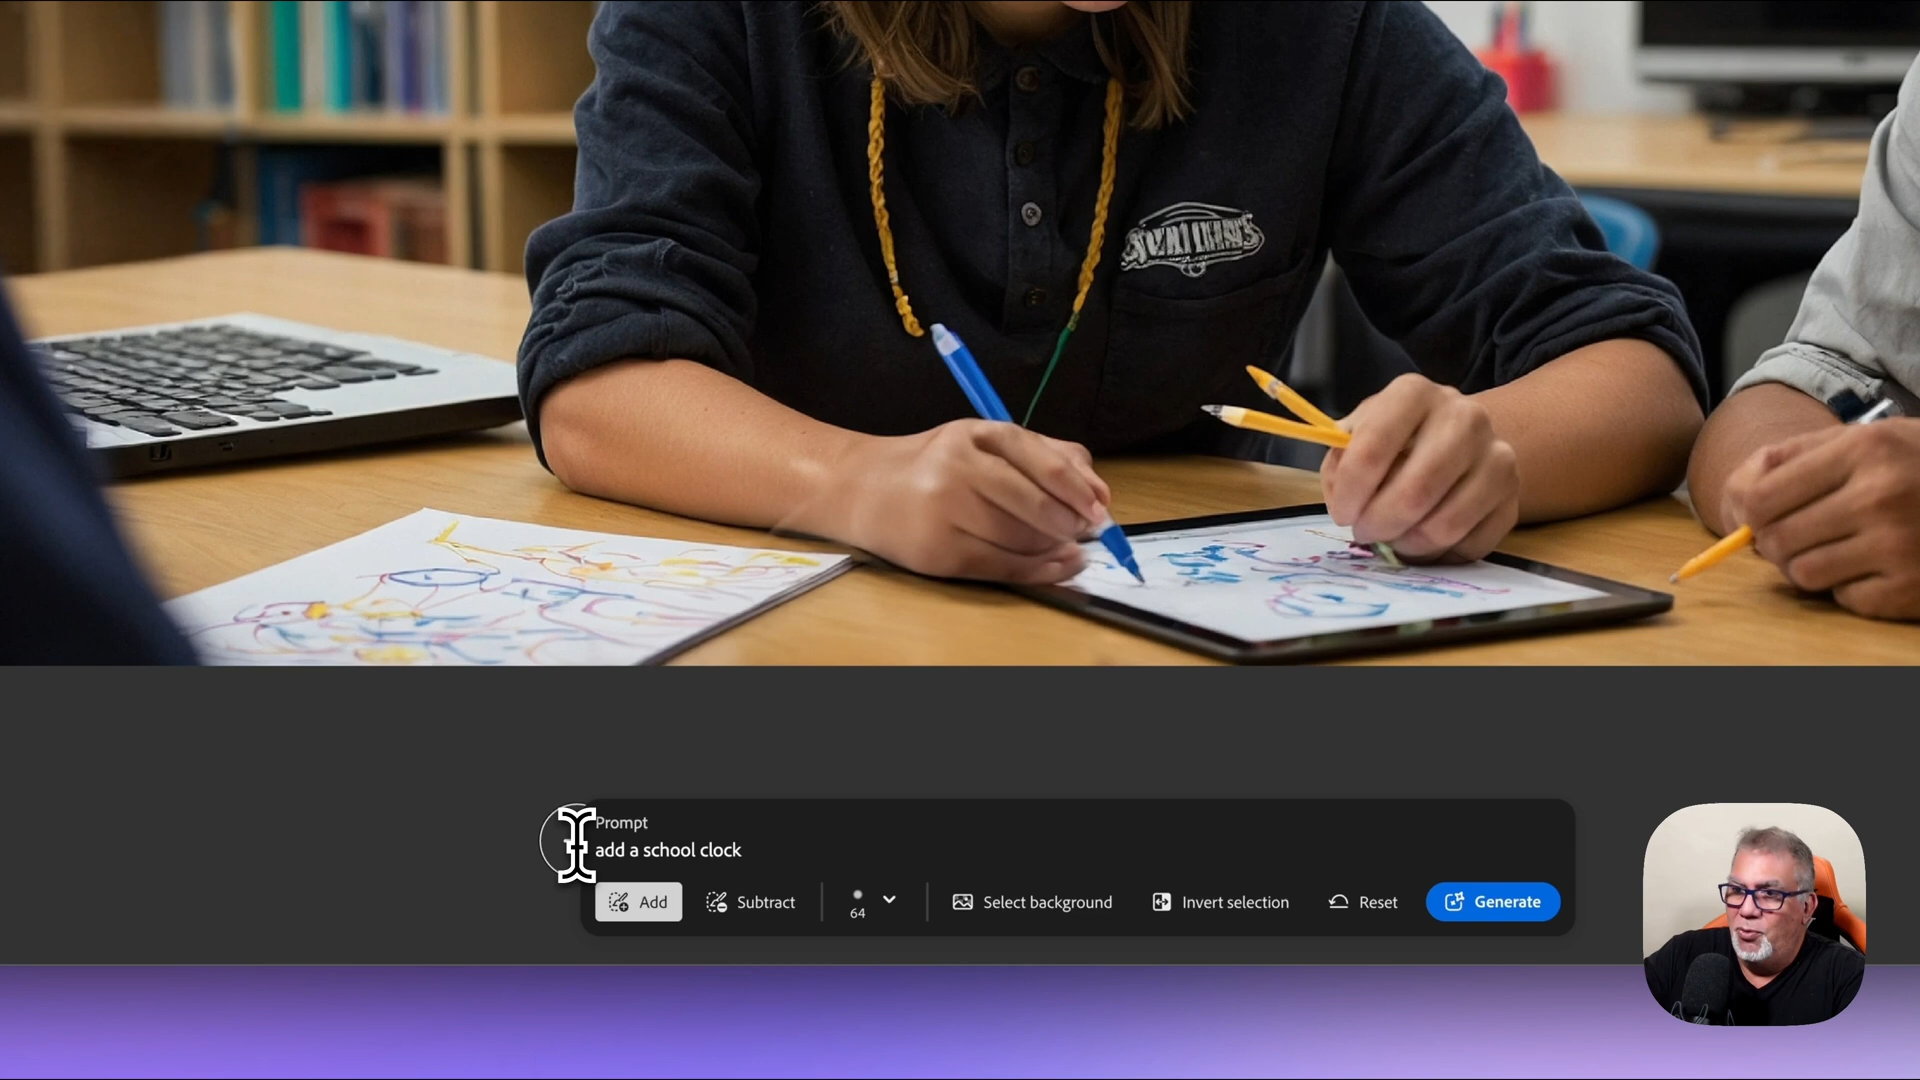 Prompt
add a school clock
Add
Subtract
64
Select background
Invert selection
Reset
Generate